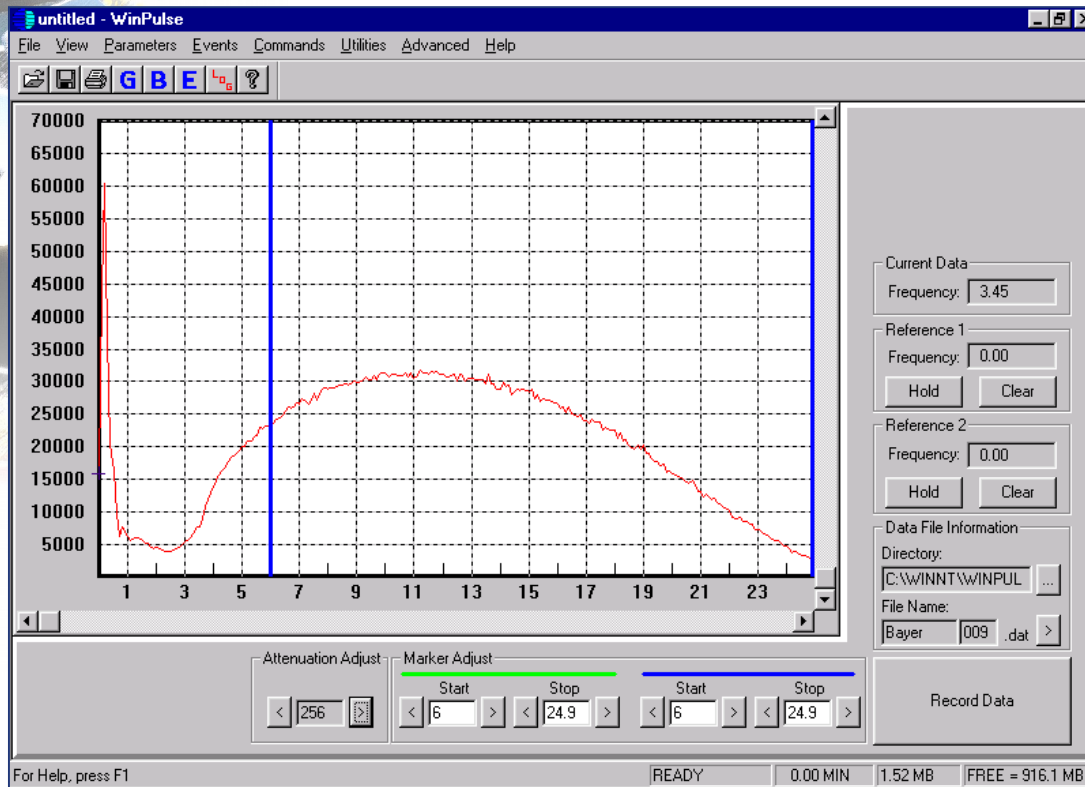 untitled - WinPulse
File View Parameters Events Commands Utilities Advanced Help
G B E LOG ?
70000
65000
60000
55000
50000
45000
40000
35000
30000
25000
20000
15000
10000
5000
1 3 5 7 9 11 13 15 17 19 21 23
Current Data
Frequency: 3.45
Reference 1
Frequency: 0.00
Hold Clear
Reference 2
Frequency: 0.00
Hold Clear
Data File Information
Directory:
C:\WINNT\WINPUL ...
File Name:
Bayer 009 .dat >
Attenuation Adjust
< 256 >
Marker Adjust
Start Stop Start Stop
< 6 > < 24.9 > < 6 > < 24.9 >
Record Data
For Help, press F1 READY 0.00 MIN 1.52 MB FREE = 916.1 MB